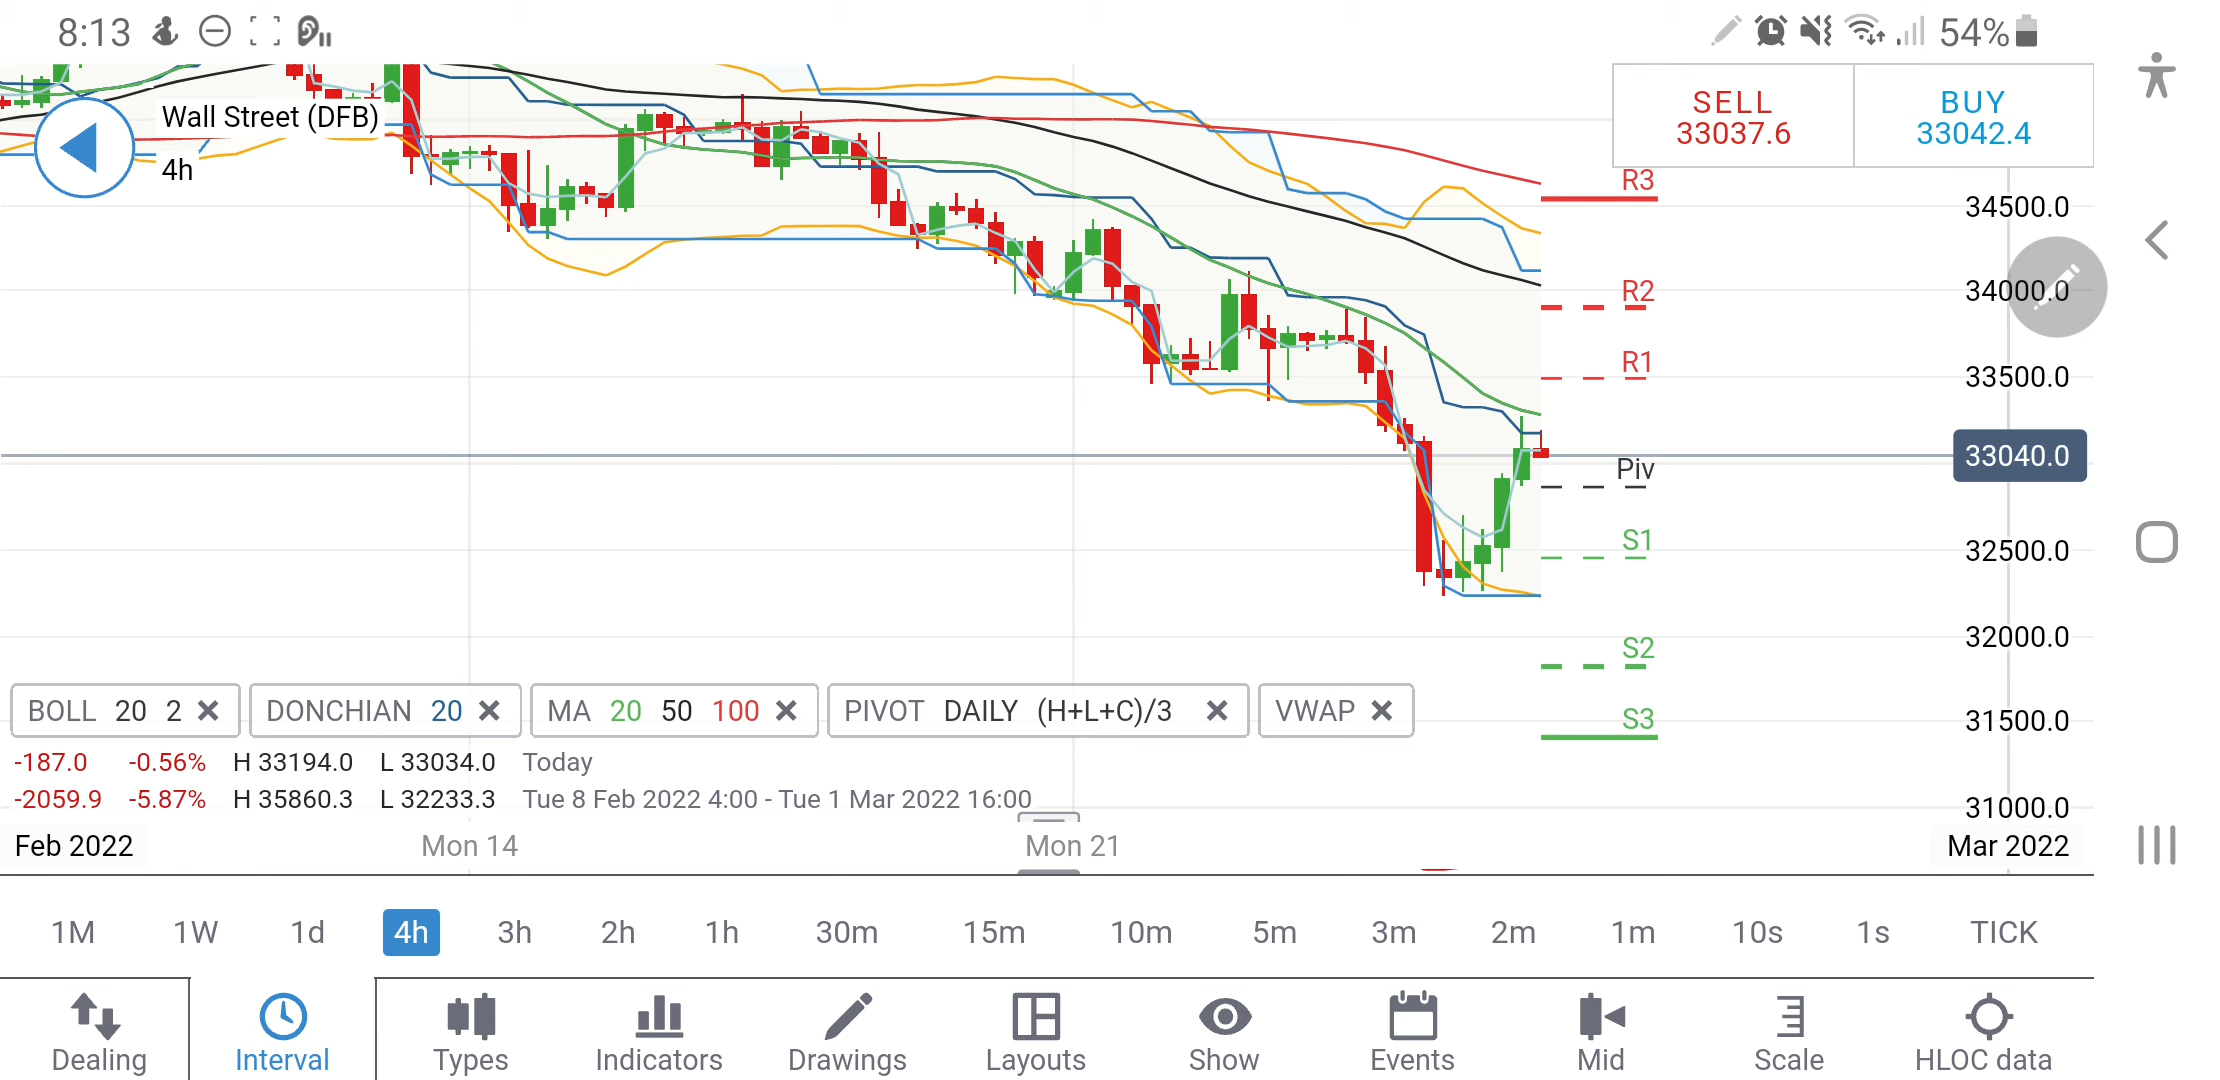 8:13
54%
Wall Street (DFB)
4h
SELL
33037.6
BUY
33042.4
R3
34500.0
R2
34000.0
R1
33500.0
33040.0
Piv
S1
32500.0
32000.0
S2
BOLL 20 2
DONCHIAN 20
MA 20 50 100
PIVOT DAILY (H+L+C)/3
VWAP
S3
31500.0
-187.0 -0.56% H 33194.0 L 33034.0 Today
-2059.9 -5.87% H 35860.3 L 32233.3 Tue 8 Feb 2022 4:00 - Tue 1 Mar 2022 16:00
31000.0
Feb 2022 Mon 14 Mon 21 Mar 2022
1M 1W 1d 4h 3h 2h 1h 30m 15m 10m 5m 3m 2m 1m 10s 1s TICK
Dealing Interval Types Indicators Drawings Layouts Show Events Mid Scale HLOC data